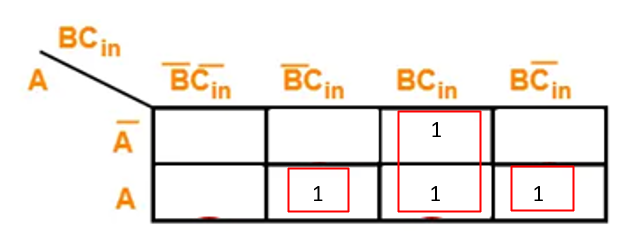 BC_in
A
B̅C̅_in B̅C_in BC_in BC̅_in
A̅ 1
A 1 1 1